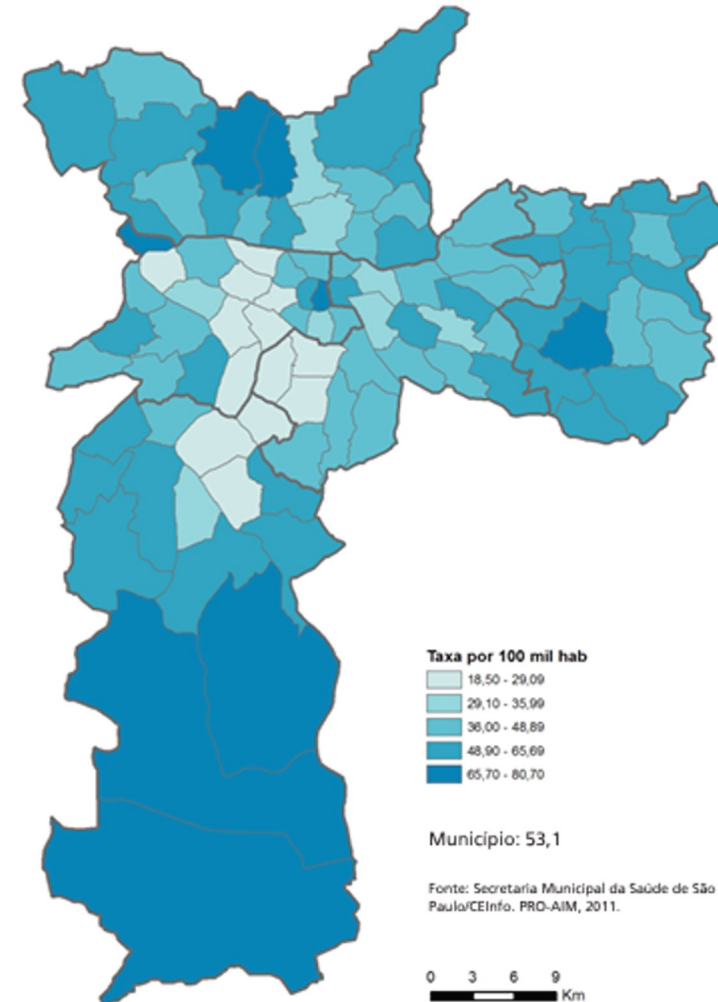 Taxa por 100 mil hab
18,50 - 29,09
29,10 - 35,99
36,00 - 48,89
48,90 - 65,69
65,70 - 80,70
Município: 53,1
Fonte: Secretaria Municipal da Saúde de São
Paulo/CEInfo. PRO-AIM, 2011.
0 3 6 9
Km